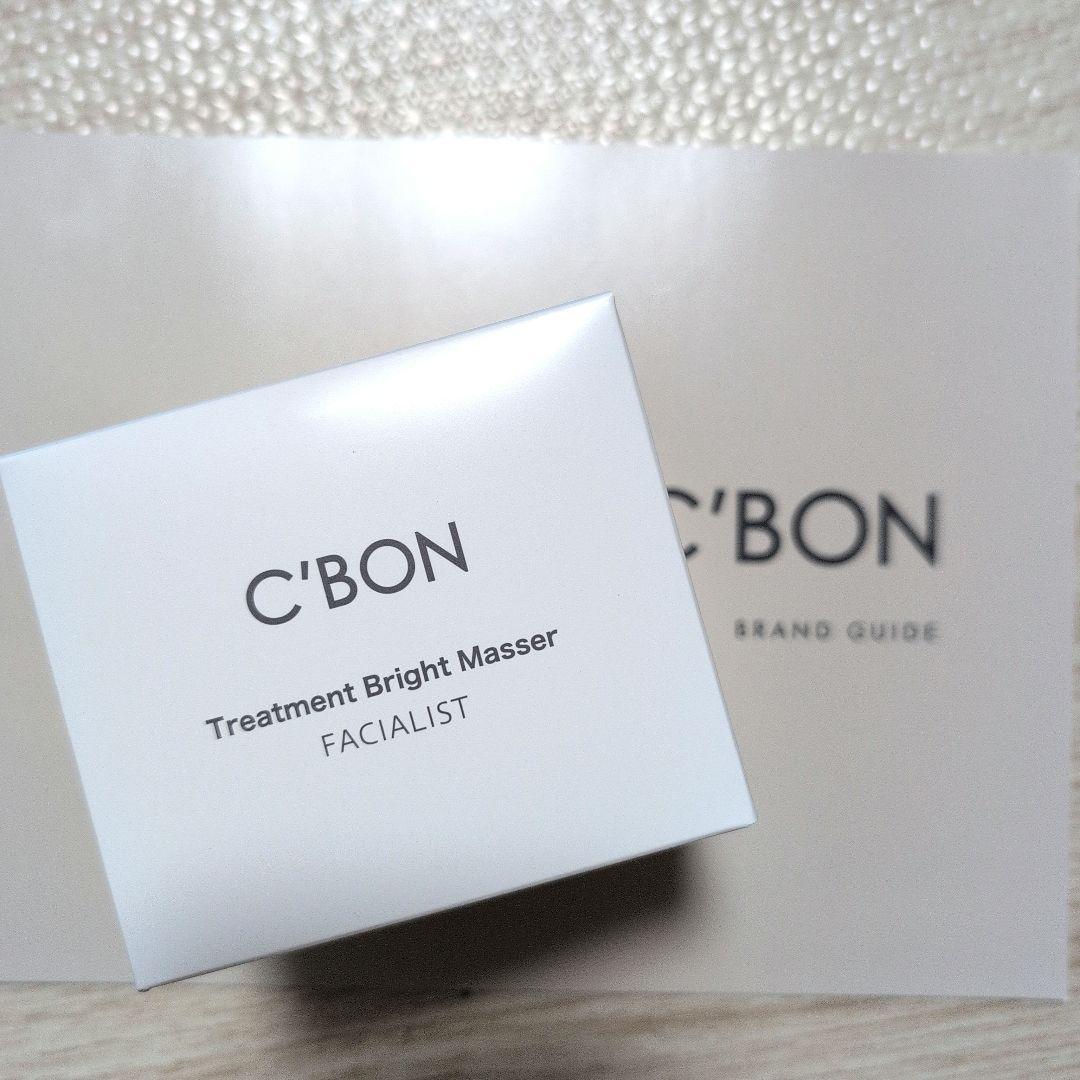 C'BON
Treatment Bright Masser
FACIALIST
C'BON
BRAND GUIDE